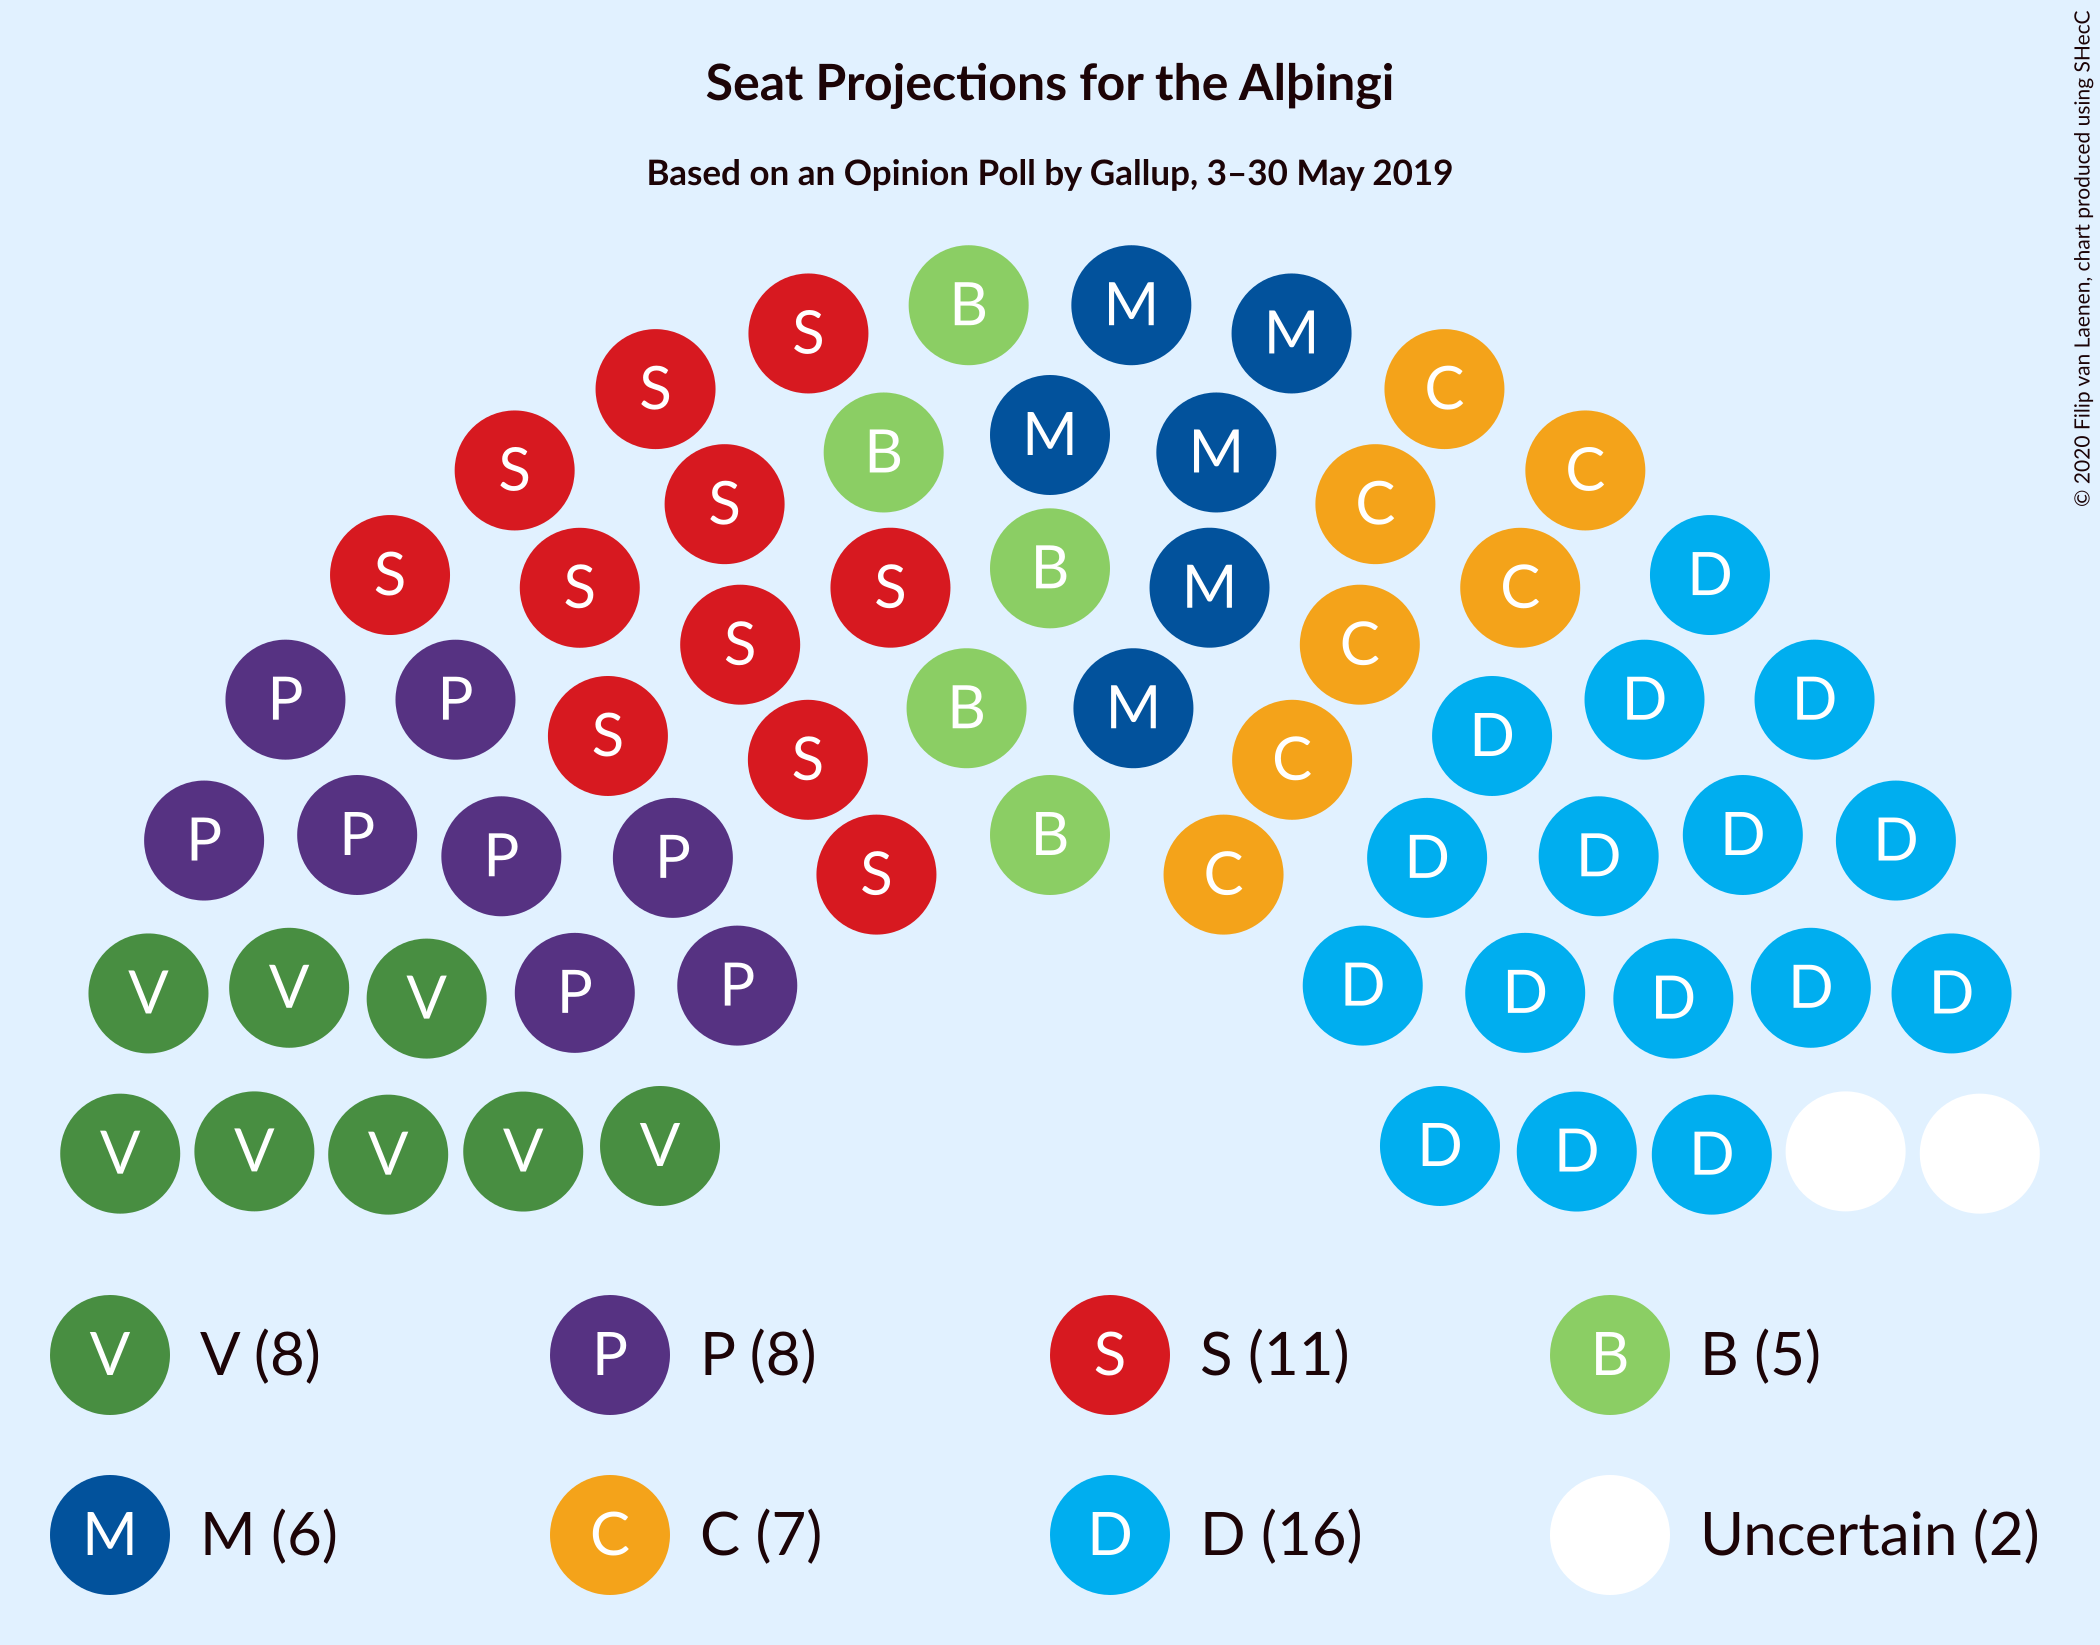 Seat Projections for the Alþingi
Based on an Opinion Poll by Gallup, 3–30 May 2019
© 2020 Filip van Laenen, chart produced using SHecC
B M
S M
S C
B M M
S C
S C
B
S D
S S M C
S C
P P B M D D D
S S C
P P P P S B C D D D D
V V V P P D D D D D
V V V V V D D D
V V (8) P P (8) S S (11) B B (5)
M M (6) C C (7) D D (16) Uncertain (2)